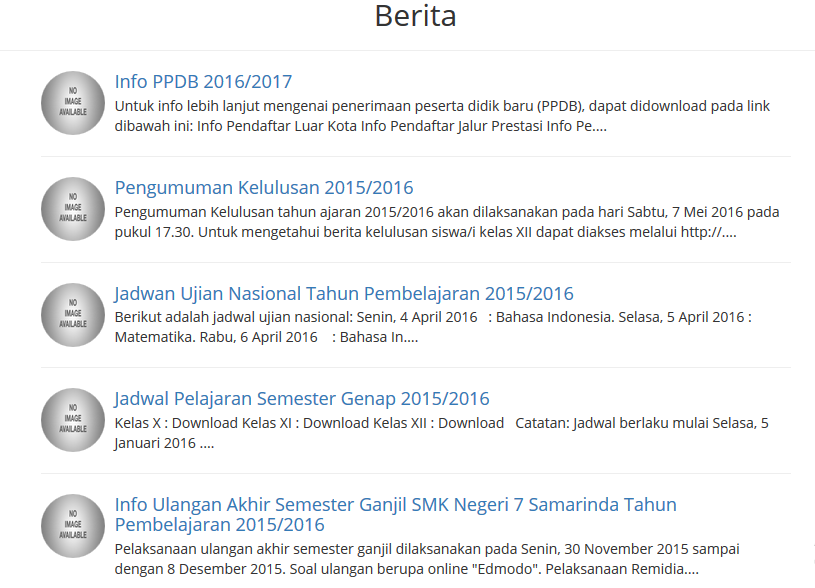 Berita
NO
IMAGE
AVAILABLE
Info PPDB 2016/2017
Untuk info lebih lanjut mengenai penerimaan peserta didik baru (PPDB), dapat didownload pada link
dibawah ini: Info Pendaftar Luar Kota Info Pendaftar Jalur Prestasi Info Pe....
NO
IMAGE
AVAILABLE
Pengumuman Kelulusan 2015/2016
Pengumuman Kelulusan tahun ajaran 2015/2016 akan dilaksanakan pada hari Sabtu, 7 Mei 2016 pada
pukul 17.30. Untuk mengetahui berita kelulusan siswa/i kelas XII dapat diakses melalui http://....
NO
IMAGE
AVAILABLE
Jadwan Ujian Nasional Tahun Pembelajaran 2015/2016
Berikut adalah jadwal ujian nasional: Senin, 4 April 2016 : Bahasa Indonesia. Selasa, 5 April 2016 :
Matematika. Rabu, 6 April 2016 : Bahasa In....
NO
IMAGE
AVAILABLE
Jadwal Pelajaran Semester Genap 2015/2016
Kelas X : Download Kelas XI : Download Kelas XII : Download Catatan: Jadwal berlaku mulai Selasa, 5
Januari 2016 ....
NO
IMAGE
AVAILABLE
Info Ulangan Akhir Semester Ganjil SMK Negeri 7 Samarinda Tahun
Pembelajaran 2015/2016
Pelaksanaan ulangan akhir semester ganjil dilaksanakan pada Senin, 30 November 2015 sampai
dengan 8 Desember 2015. Soal ulangan berupa online "Edmodo". Pelaksanaan Remidia....